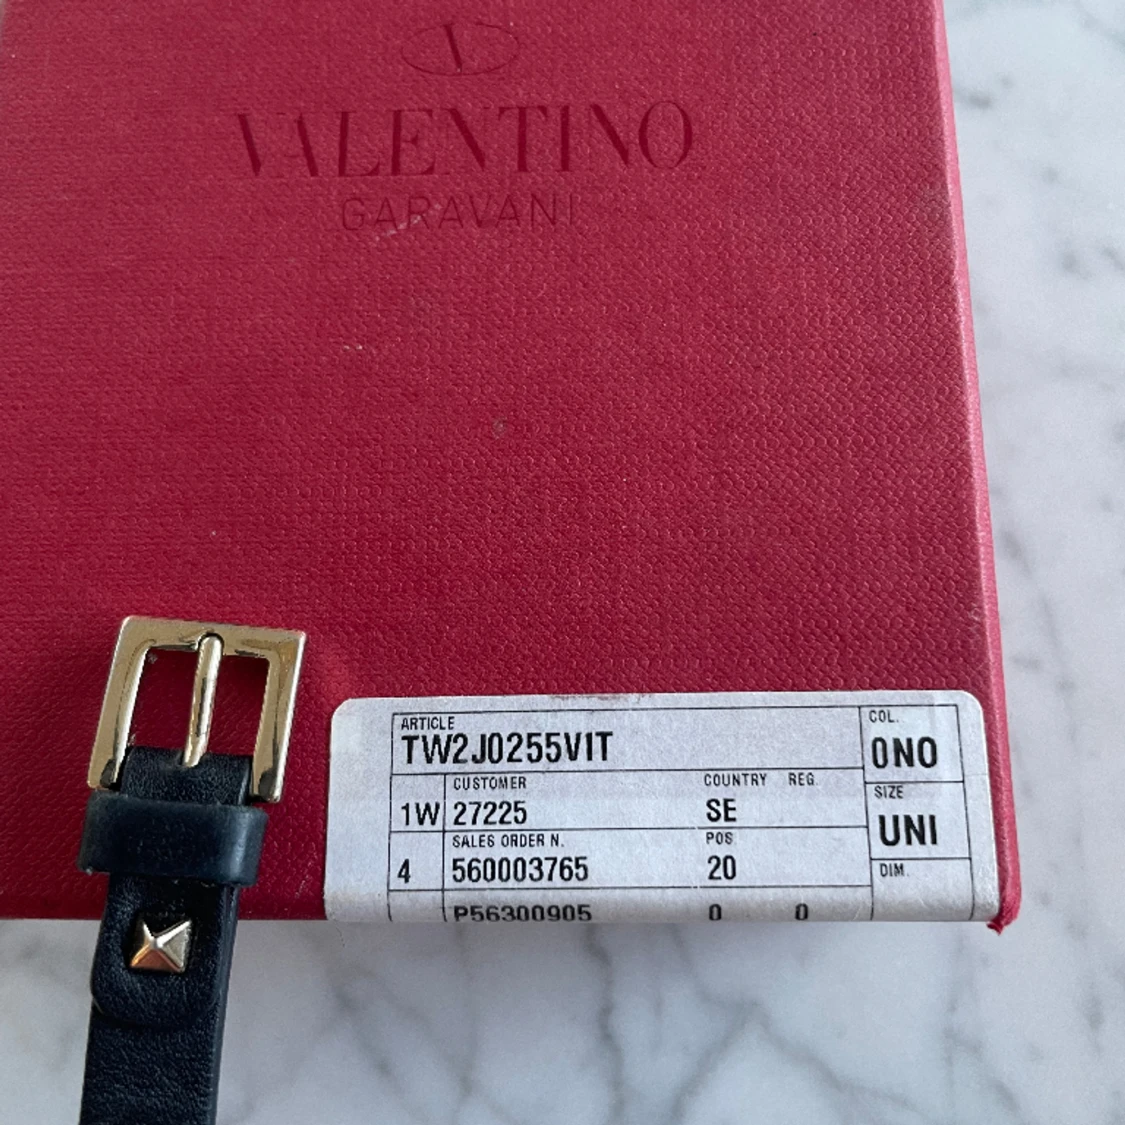 V
VALENTINO
GARAVANI
ARTICLE COL.
TW2J0255VIT 0NO
CUSTOMER COUNTRY REG. SIZE
1W 27225 SE UNI
SALES ORDER N. POS
4 560003765 20 DIM.
P56300905 0 0